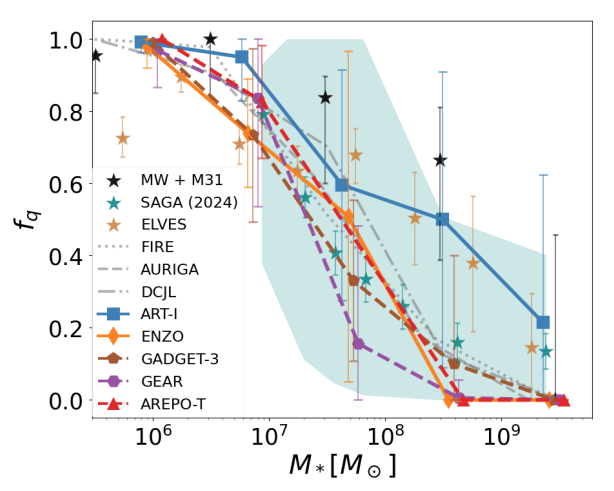 1.0
0.8
0.6
0.4
0.2
0.0
f_q
MW + M31
SAGA (2024)
ELVES
FIRE
AURIGA
DCJL
ART-I
ENZO
GADGET-3
GEAR
AREPO-T
10^6 10^7 10^8 10^9
M_*[M_⊙]